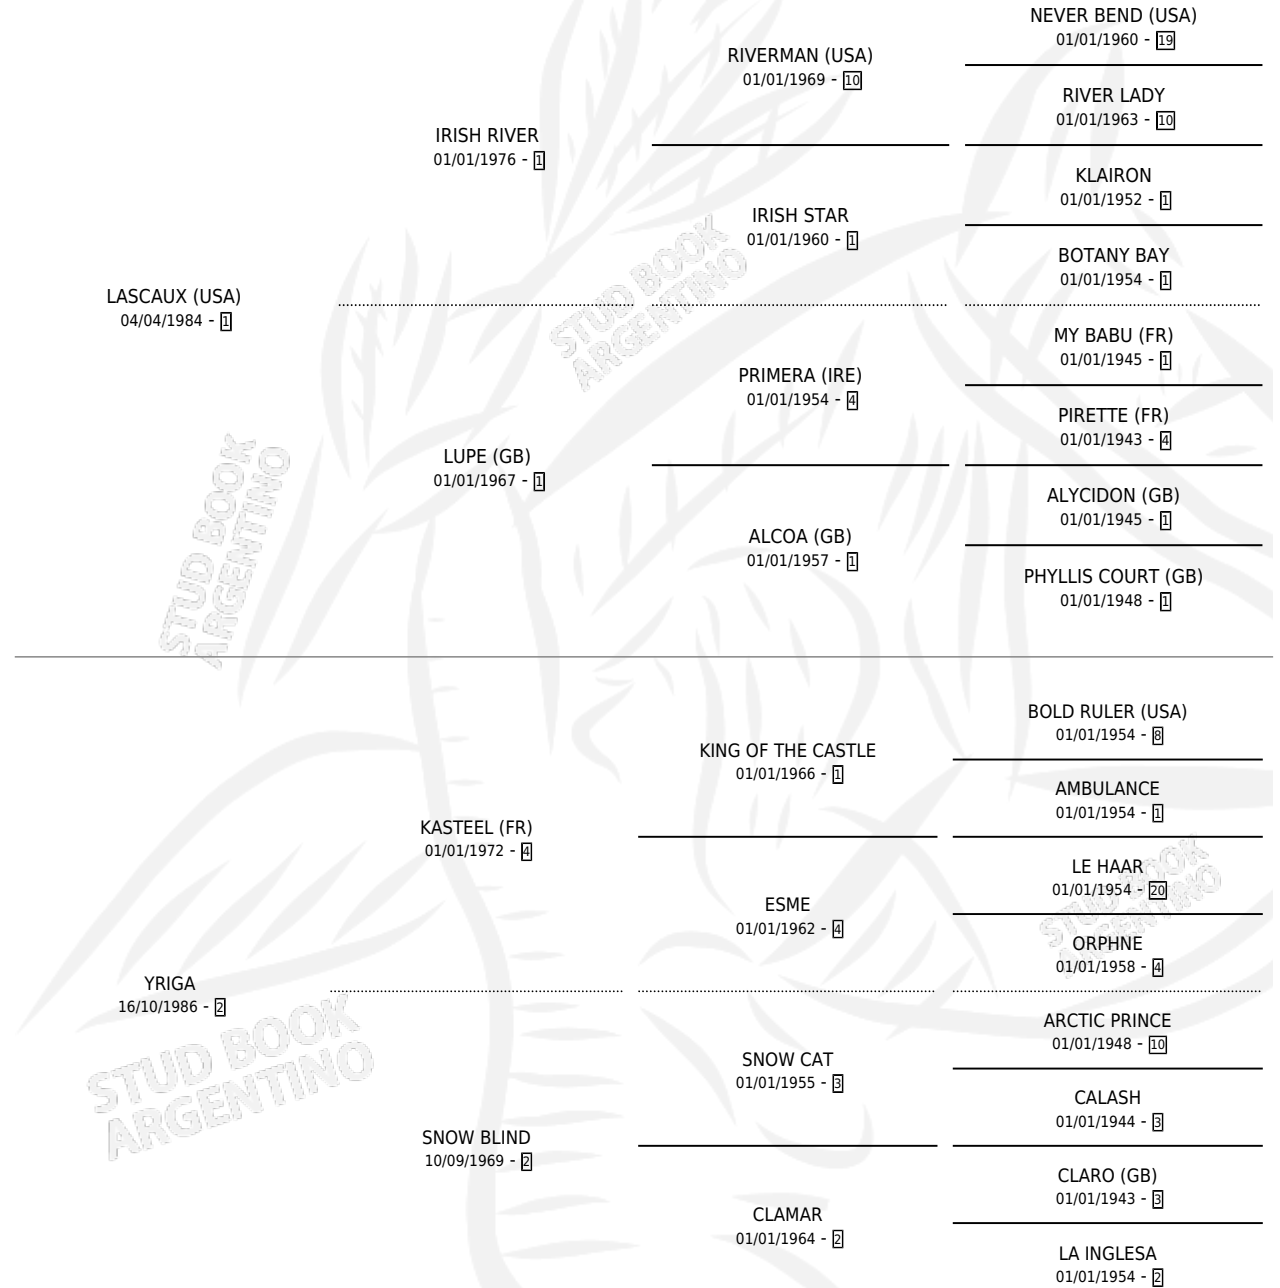 NEVER BEND (USA)
01/01/1960 - 19
RIVERMAN (USA)
01/01/1969 - 10
RIVER LADY
01/01/1963 - 10
IRISH RIVER
01/01/1976 - 1
KLAIRON
01/01/1952 - 1
IRISH STAR
01/01/1960 - 1
BOTANY BAY
01/01/1954 - 1
LASCAUX (USA)
04/04/1984 - 1
MY BABU (FR)
01/01/1945 - 1
PRIMERA (IRE)
01/01/1954 - 4
PIRETTE (FR)
01/01/1943 - 4
LUPE (GB)
01/01/1967 - 1
ALYCIDON (GB)
01/01/1945 - 1
ALCOA (GB)
01/01/1957 - 1
PHYLLIS COURT (GB)
01/01/1948 - 1
BOLD RULER (USA)
01/01/1954 - 8
KING OF THE CASTLE
01/01/1966 - 1
AMBULANCE
01/01/1954 - 1
KASTEEL (FR)
01/01/1972 - 4
LE HAAR
01/01/1954 - 20
ESME
01/01/1962 - 4
ORPHNE
01/01/1958 - 4
YRIGA
16/10/1986 - 2
ARCTIC PRINCE
01/01/1948 - 10
SNOW CAT
01/01/1955 - 3
CALASH
01/01/1944 - 3
SNOW BLIND
10/09/1969 - 2
CLARO (GB)
01/01/1943 - 3
CLAMAR
01/01/1964 - 2
LA INGLESA
01/01/1954 - 2
STUD BOOK
ARGENTINO
STUD BOOK
ARGENTINO
STUD BOOK
ARGENTINO
STUD BOOK
ARGENTINO